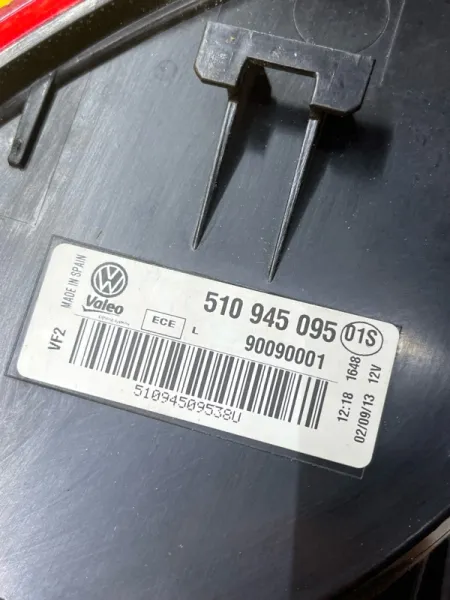 MADE IN SPAIN
VW
Valeo
ECE
L
510 945 095
01S
90090001
VF2
51094509538U
12:18 1648
02/09/13 12V